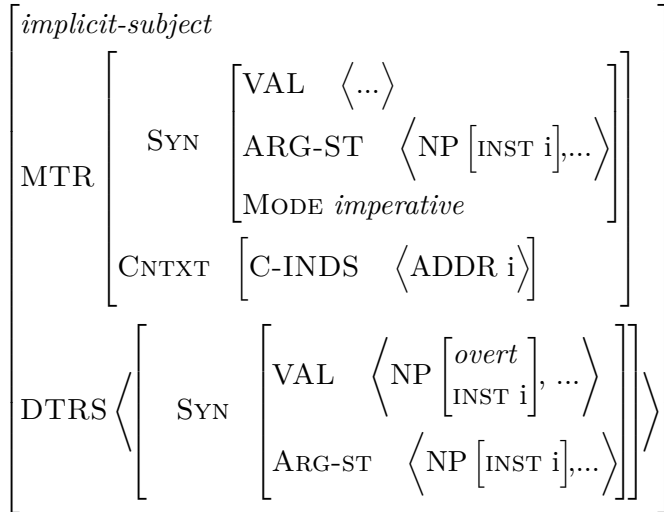 implicit-subject
MTR
SYN
VAL ⟨...⟩
ARG-ST ⟨NP [INST i],...⟩
MODE imperative
CNTXT [C-INDS ⟨ADDR i⟩]
DTRS
SYN
VAL ⟨NP [overt INST i], ...⟩
ARG-ST ⟨NP [INST i],...⟩